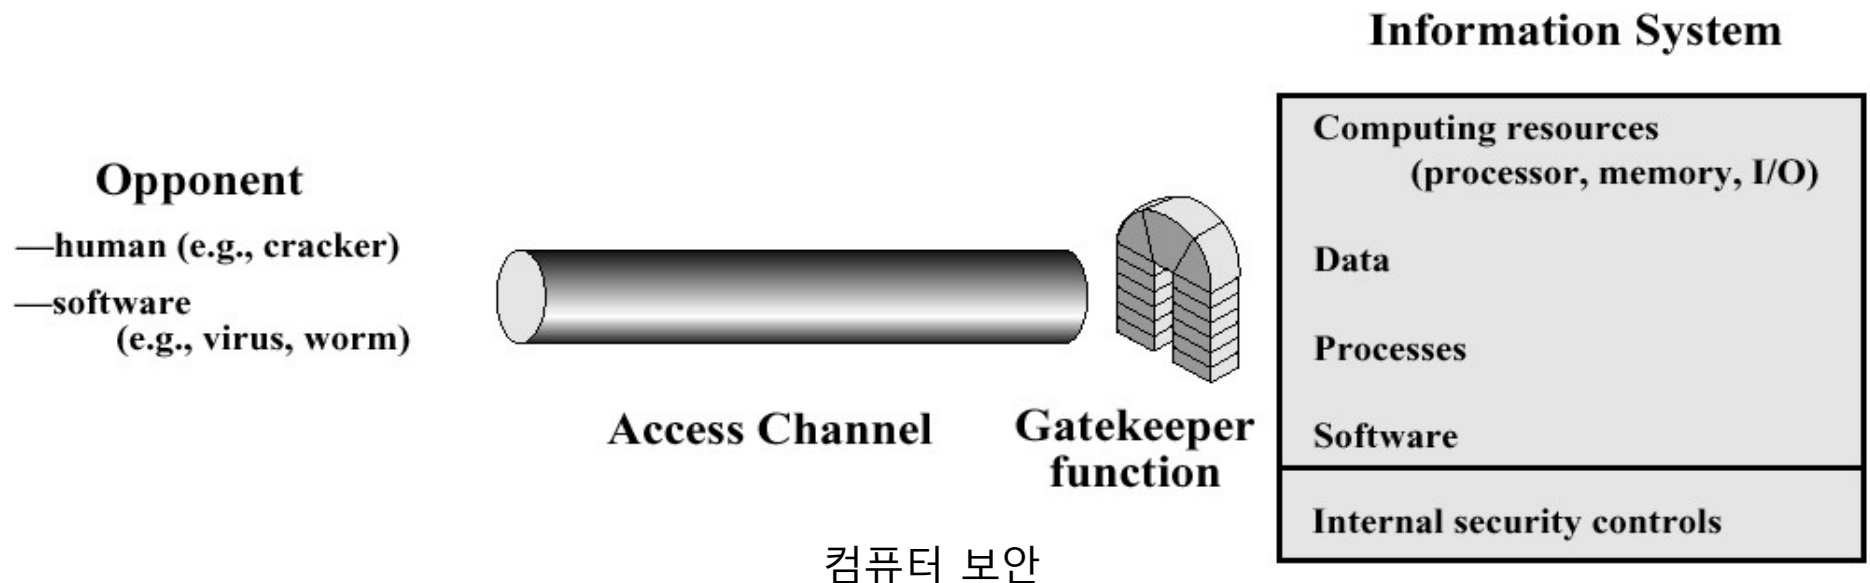 Information System
Opponent
—human (e.g., cracker)
—software
(e.g., virus, worm)
Access Channel
Gatekeeper
function
Computing resources
(processor, memory, I/O)
Data
Processes
Software
Internal security controls
컴퓨터 보안